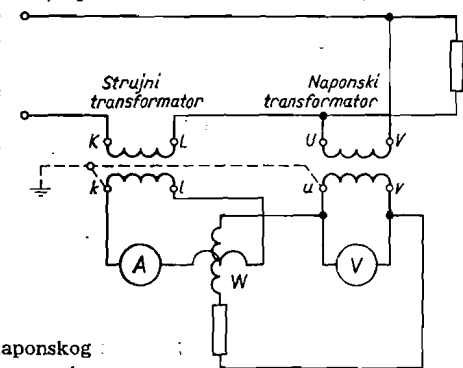 Strujni
transformator
Naponski
transformator
K
L
U
V
k
l
u
v
A
W
V
aponskog